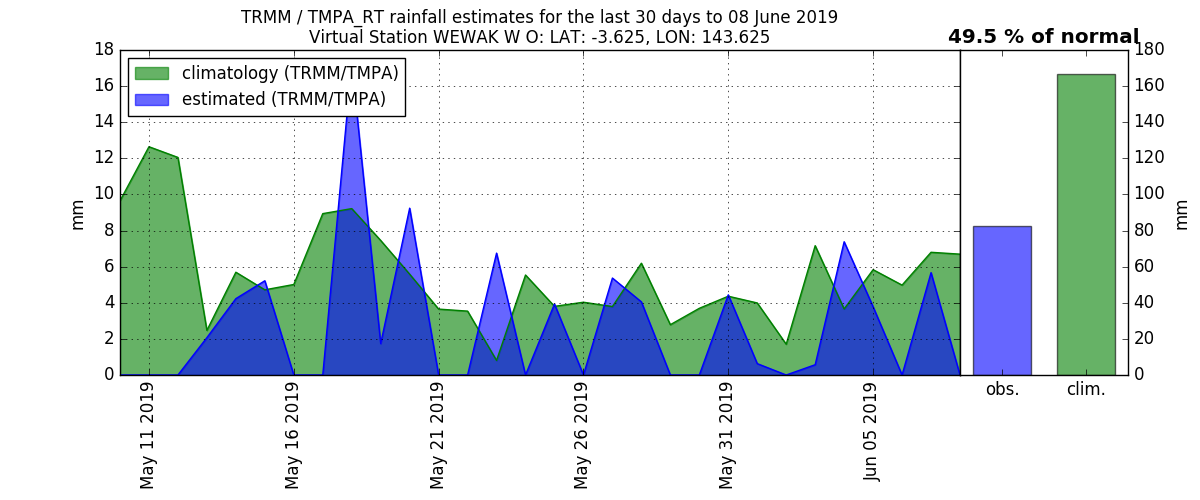 TRMM / TMPA_RT rainfall estimates for the last 30 days to 08 June 2019
Virtual Station WEWAK W O: LAT: -3.625, LON: 143.625
49.5 % of normal
climatology (TRMM/TMPA)
estimated (TRMM/TMPA)
18
16
14
12
10
8
6
4
2
0
mm
May 11 2019
May 16 2019
May 21 2019
May 26 2019
May 31 2019
Jun 05 2019
obs.
clim.
180
160
140
120
100
80
60
40
20
0
mm